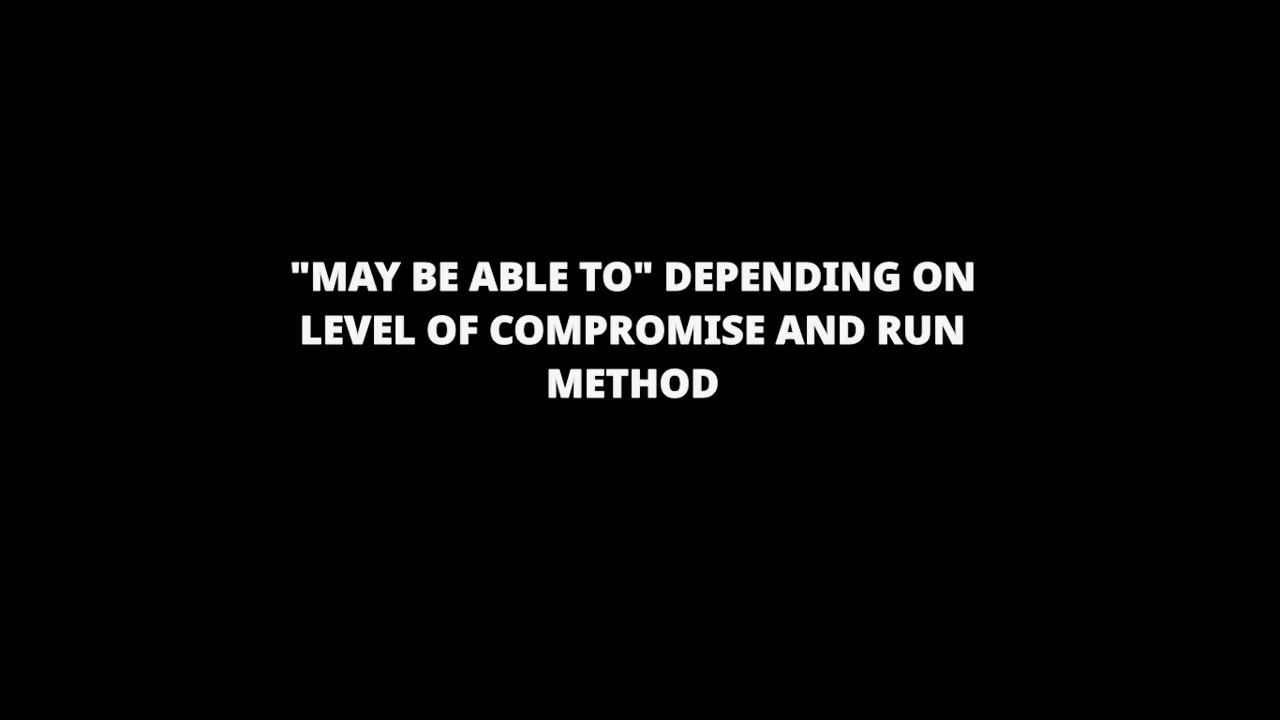 "MAY BE ABLE TO" DEPENDING ON
LEVEL OF COMPROMISE AND RUN
METHOD